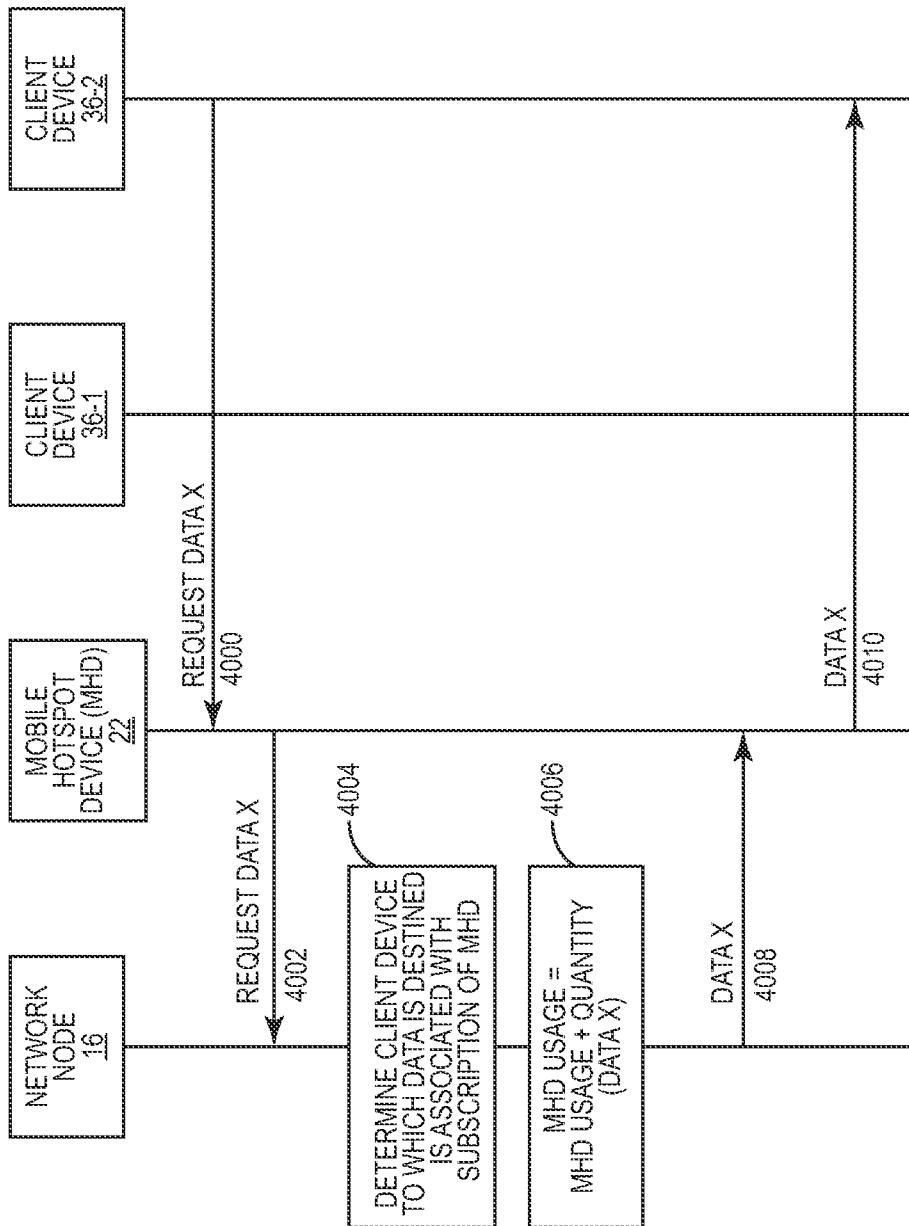 NETWORK
NODE
16
MOBILE
HOTSPOT
DEVICE (MHD)
22
CLIENT
DEVICE
36-1
CLIENT
DEVICE
36-2
REQUEST DATA X
4000
REQUEST DATA X
4002
DETERMINE CLIENT DEVICE
TO WHICH DATA IS DESTINED
IS ASSOCIATED WITH
SUBSCRIPTION OF MHD
4004
MHD USAGE =
MHD USAGE + QUANTITY
(DATA X)
4006
DATA X
4008
DATA X
4010